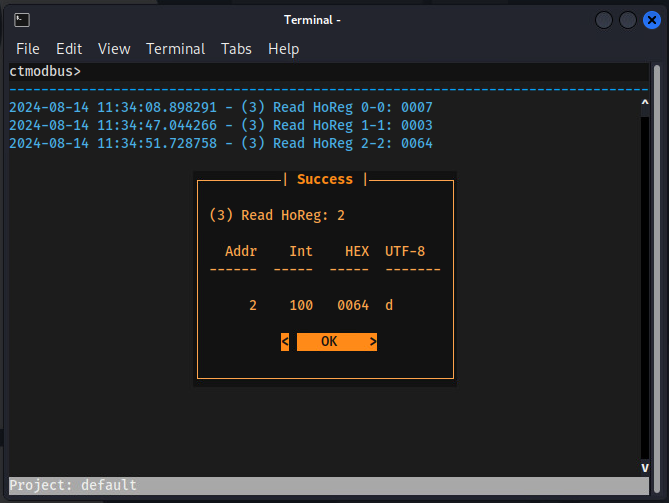 Terminal -
File Edit View Terminal Tabs Help
ctmodbus>
--------------------------------------------------------------------------------
2024-08-14 11:34:08.898291 - (3) Read HoReg 0-0: 0007
2024-08-14 11:34:47.044266 - (3) Read HoReg 1-1: 0003
2024-08-14 11:34:51.728758 - (3) Read HoReg 2-2: 0064
| Success |
(3) Read HoReg: 2
Addr Int HEX UTF-8
------ ----- ----- -------
2 100 0064 d
< OK >
Project: default